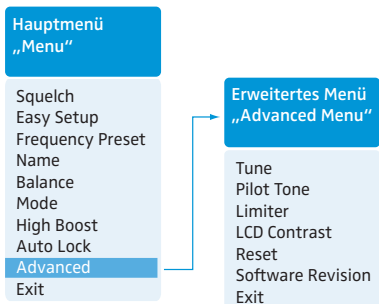 Hauptmenü
„Menu“
Squelch
Easy Setup
Frequency Preset
Name
Balance
Mode
High Boost
Auto Lock
Advanced
Exit
Erweitertes Menü
„Advanced Menu“
Tune
Pilot Tone
Limiter
LCD Contrast
Reset
Software Revision
Exit